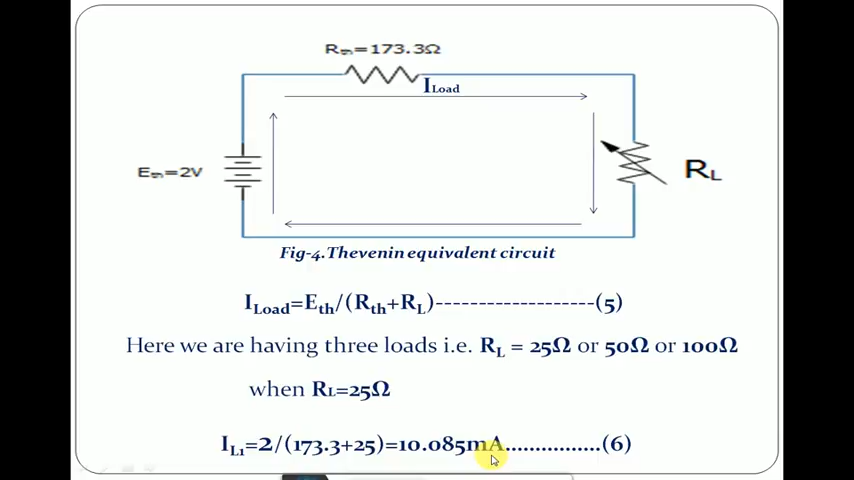 Rth=173.3Ω
ILoad
Eth=2V
RL
Fig-4.Thevenin equivalent circuit
ILoad=Eth/(Rth+RL)-------------------(5)
Here we are having three loads i.e. RL = 25Ω or 50Ω or 100Ω
when RL=25Ω
IL1=2/(173.3+25)=10.085mA................(6)